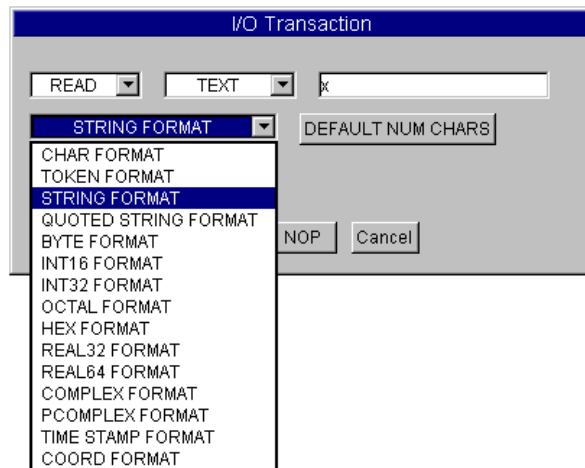 I/O Transaction
READ TEXT x
STRING FORMAT DEFAULT NUM CHARS
CHAR FORMAT
TOKEN FORMAT
STRING FORMAT
QUOTED STRING FORMAT
BYTE FORMAT NOP Cancel
INT16 FORMAT
INT32 FORMAT
OCTAL FORMAT
HEX FORMAT
REAL32 FORMAT
REAL64 FORMAT
COMPLEX FORMAT
PCOMPLEX FORMAT
TIME STAMP FORMAT
COORD FORMAT